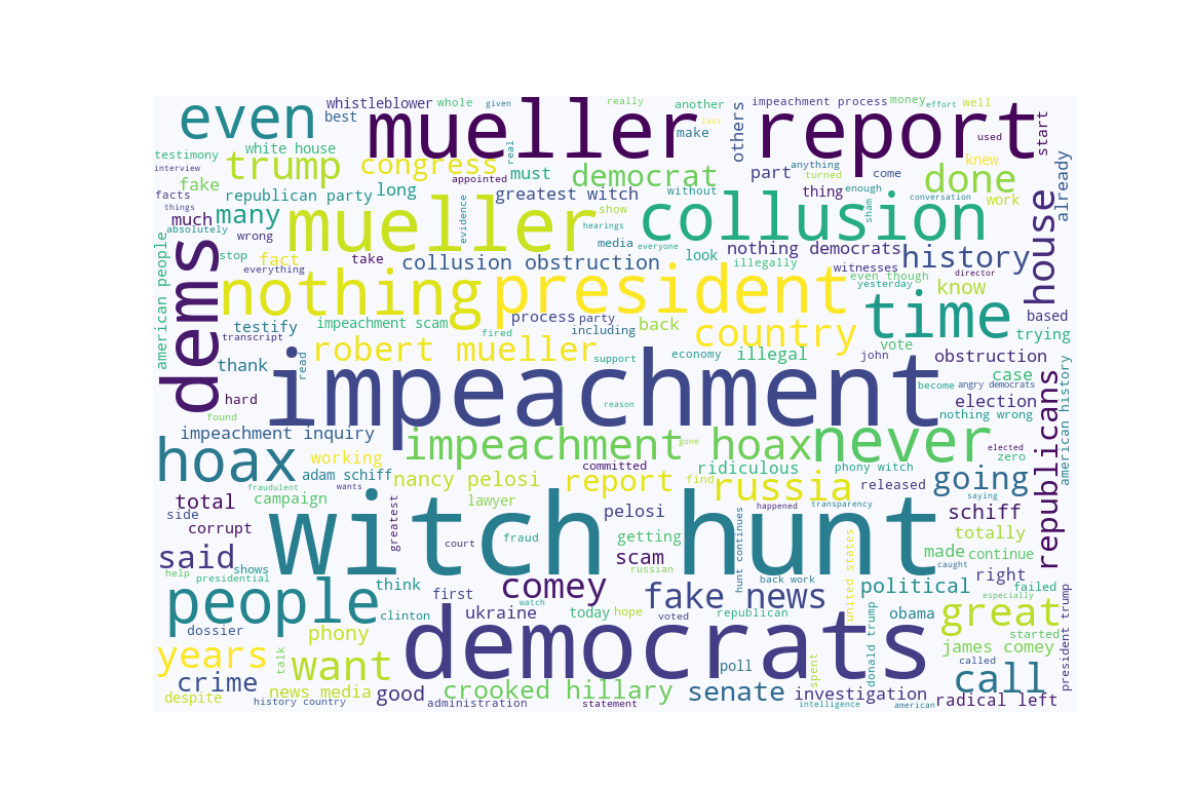 whistleblower whole given really another impeachment process money effort well
even best mueller report last make others used start
testimony white house real congress must democrat part anything knew
interview trump appointed turned come done already
fake republican party long greatest witch without thing enough conversation work
facts things many evidence show collusion sham house
much absolutely wrong mueller hearings media everyone look nothing democrats history
american people stop fact take collusion obstruction illegally witnesses even though director
everything nothing president yesterday know
dems process party time based
testify impeachment scam fired including back country trying
transcript robert mueller support economy illegal john vote obstruction
thank read impeachment become angry democrats case
hard reason election republicans american history
found nothing wrong
impeachment inquiry impeachment hoax gone never elected
hoax working committed ridiculous phony witch zero
adam schiff nancy pelosi report find russia released going
fraudulent wants saying
total campaign greatest lawyer pelosi happened transparency schiff
side witch hunt
corrupt court fraud getting totally
said scam made continue
help shows russian hunt continues united states caught right
presidential think first comey back work political failed
people clinton watch fake news especially
ukraine today hope voted republican obama great
dossier phony democrats donald trump started president trump
years talk poll james comey
want spent called call
crime news media good crooked hillary senate investigation radical left
despite history country administration statement intelligence american